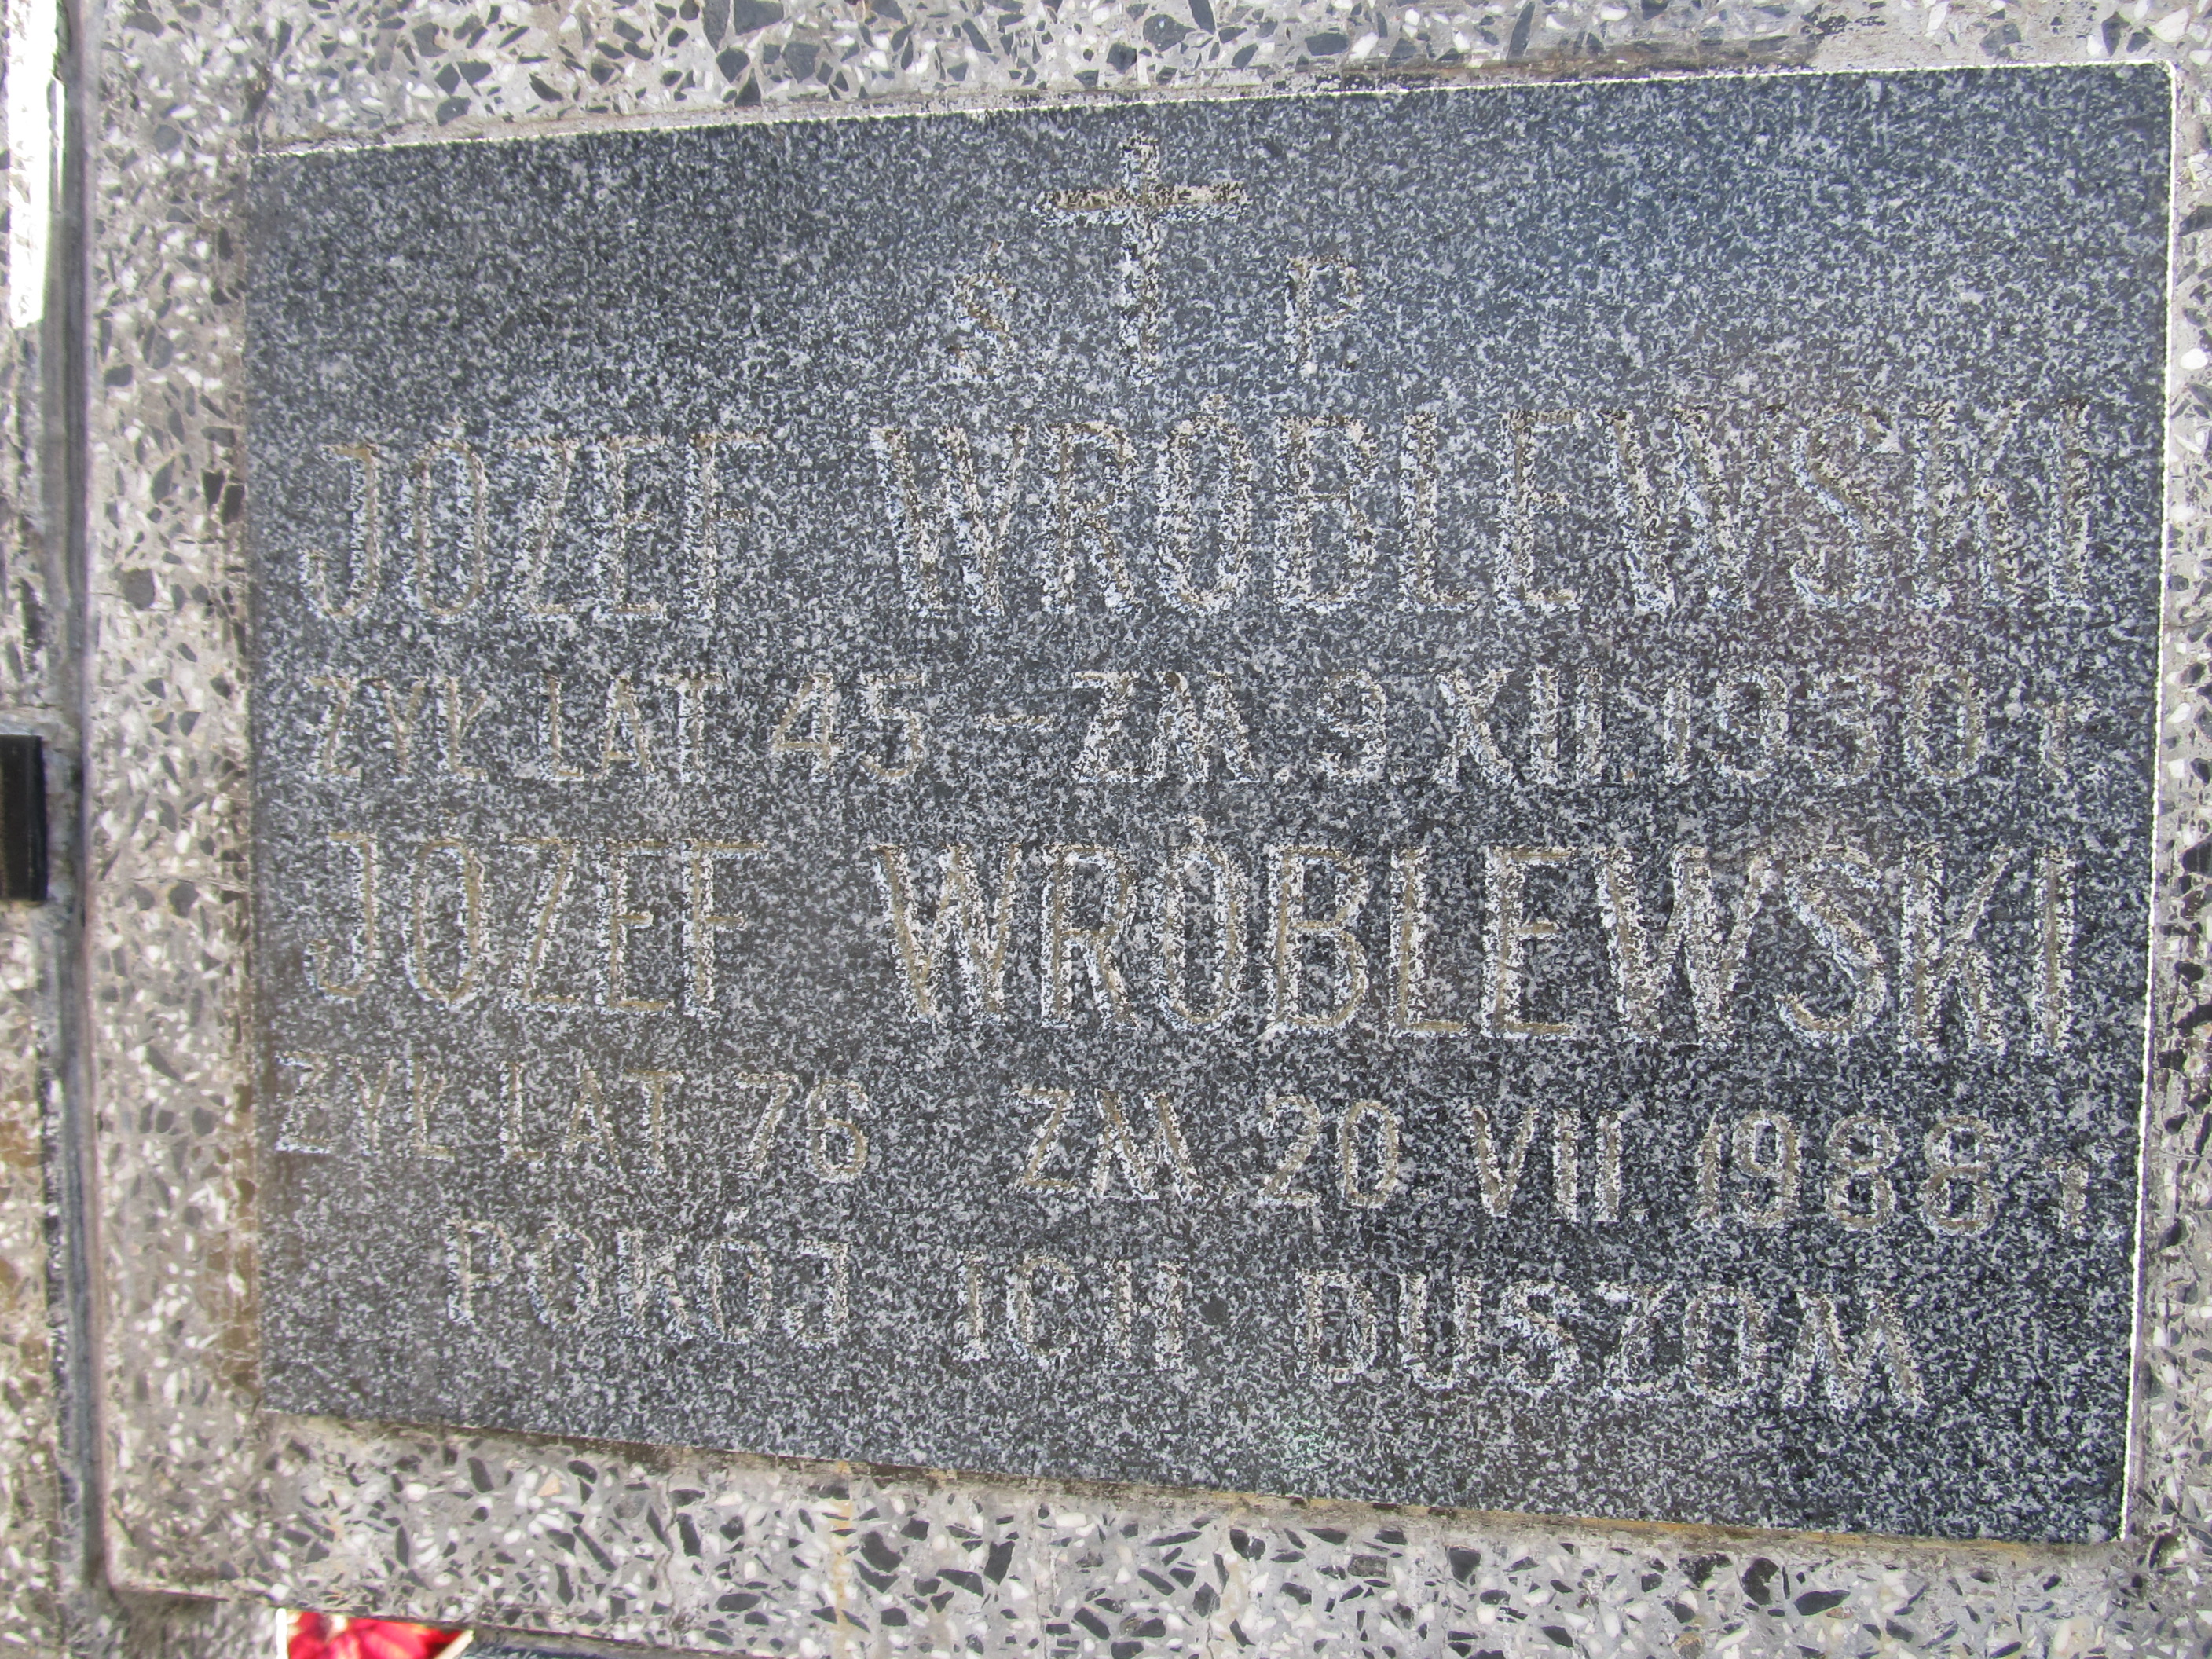 Ś P
JÓZEF WRÓBLEWSKI
ŻYŁ LAT 45 – ZM. 9.XII.1930 r
JÓZEF WRÓBLEWSKI
ŻYŁ LAT 76 ZM. 20.VII.1988 r.
POKÓJ ICH DUSZOM